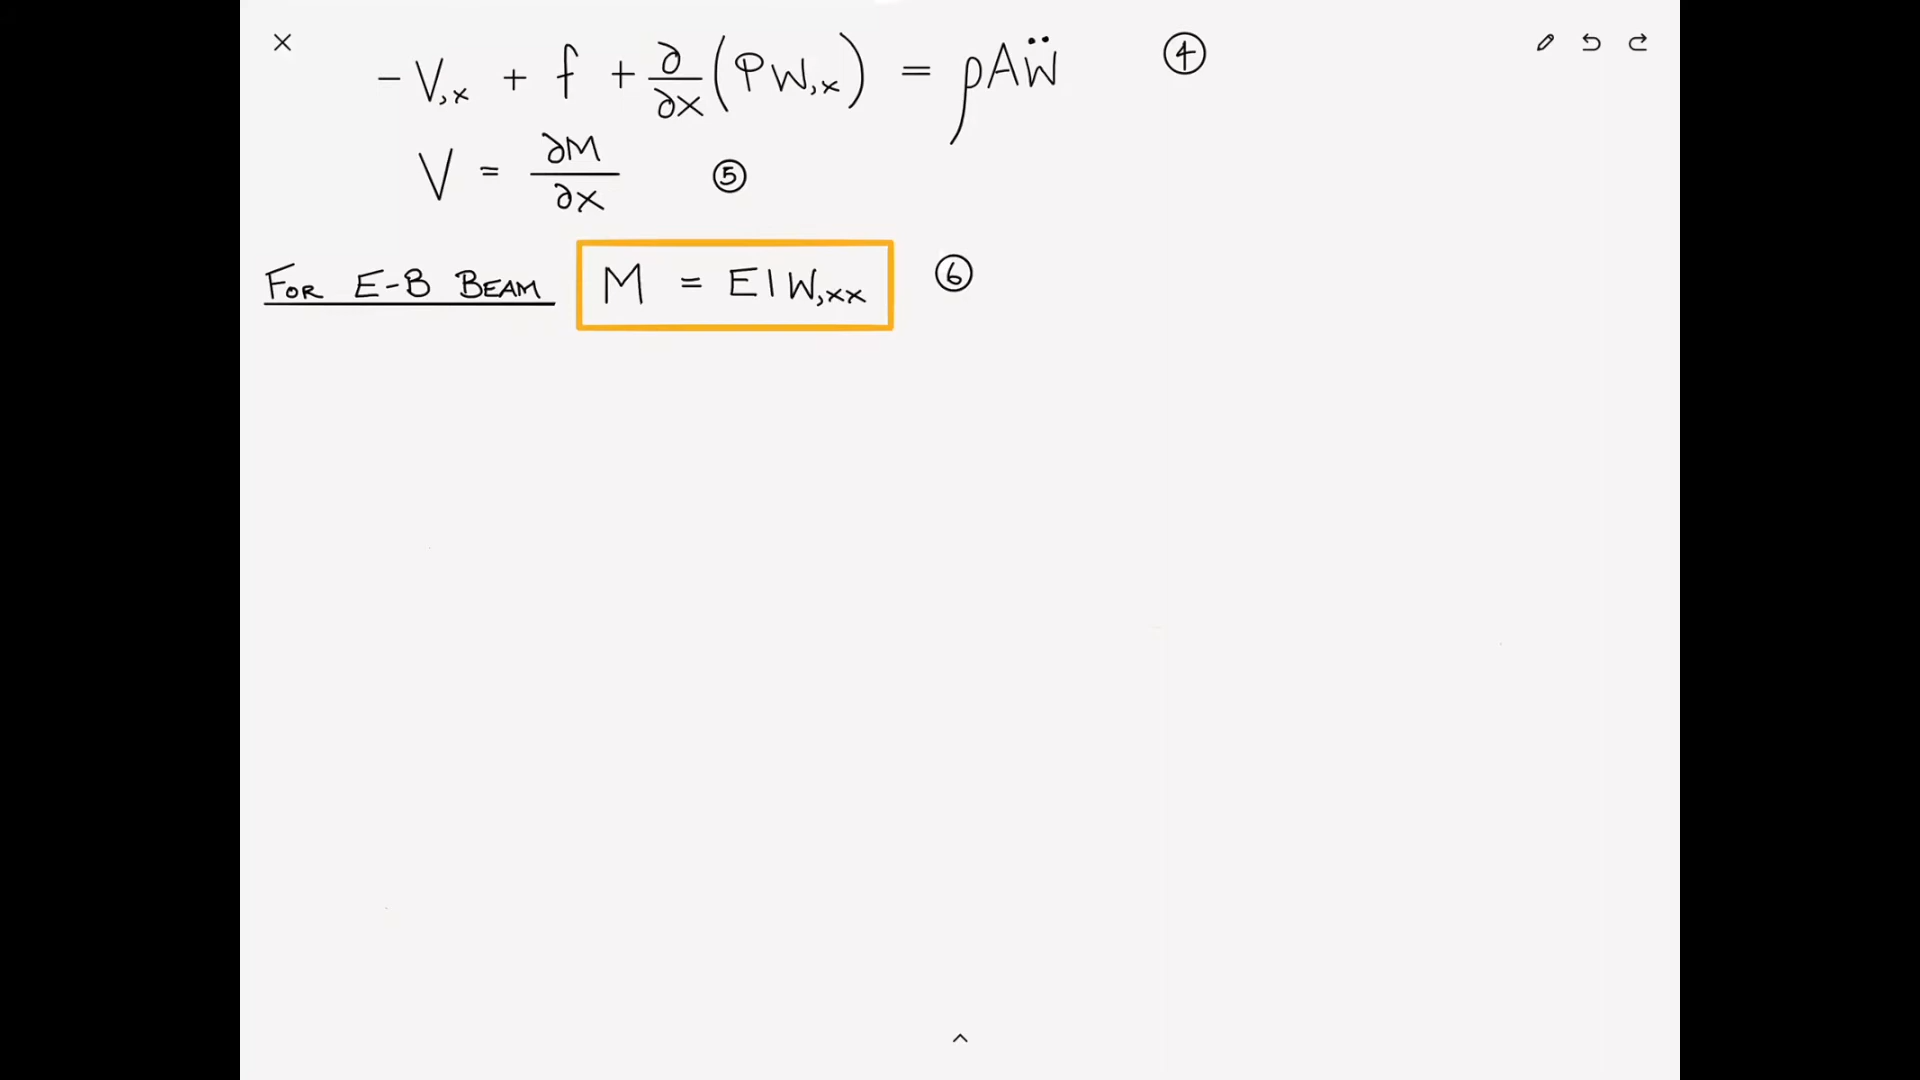 -V,x + f + ∂/∂x (PW,x) = ρAẄ ④
V = ∂M/∂x ⑤
FOR E-B BEAM M = EIW,xx ⑥